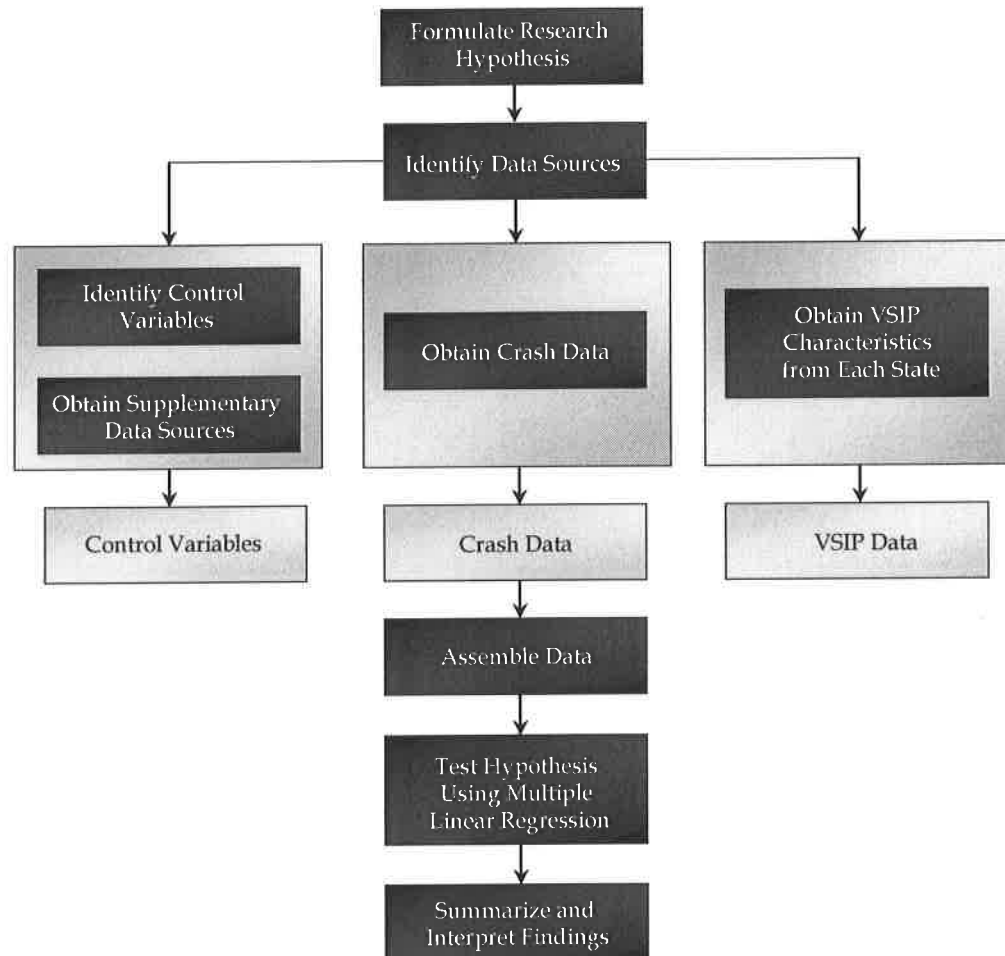 Formulate Research
Hypothesis
Identify Data Sources
Identify Control
Variables
Obtain Supplementary
Data Sources
Obtain Crash Data
Obtain VSIP
Characteristics
from Each State
Control Variables
Crash Data
VSIP Data
Assemble Data
Test Hypothesis
Using Multiple
Linear Regression
Summarize and
Interpret Findings